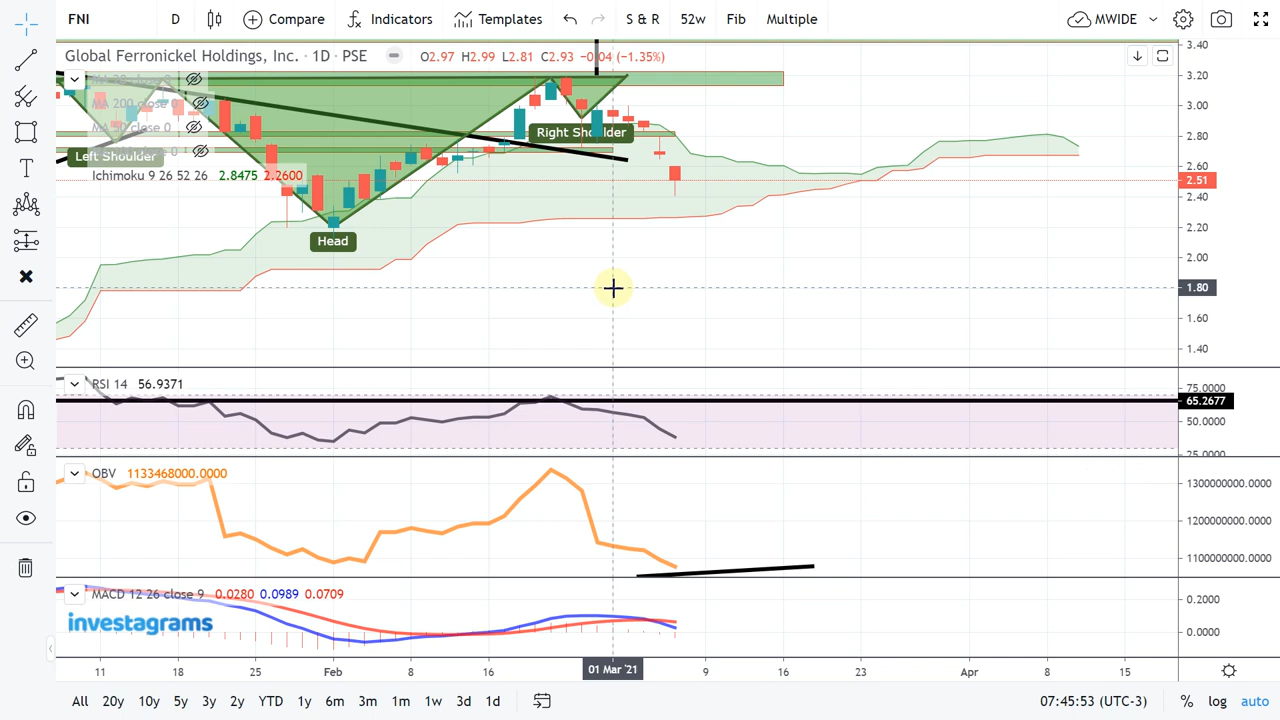 FNI D Compare Indicators Templates S & R 52w Fib Multiple MWIDE
Global Ferronickel Holdings, Inc. · 1D · PSE O2.97 H2.99 L2.81 C2.93 −0.04 (−1.35%)
MA 200 close 0
Left Shoulder
Right Shoulder
Ichimoku 9 26 52 26 2.8475 2.2600
Head
3.40
3.20
3.00
2.80
2.60
2.51
2.40
2.20
2.00
1.80
1.60
1.40
RSI 14 56.9371
75.0000
65.2677
50.0000
25.0000
OBV 1133468000.0000
1300000000.0000
1200000000.0000
1100000000.0000
MACD 12 26 close 9 0.0280 0.0989 0.0709
0.2000
0.0000
investagrams
11 18 25 Feb 8 16 01 Mar '21 9 16 23 Apr 8 15
All 20y 10y 5y 3y 2y YTD 1y 6m 3m 1m 1w 3d 1d 07:45:53 (UTC-3) % log auto